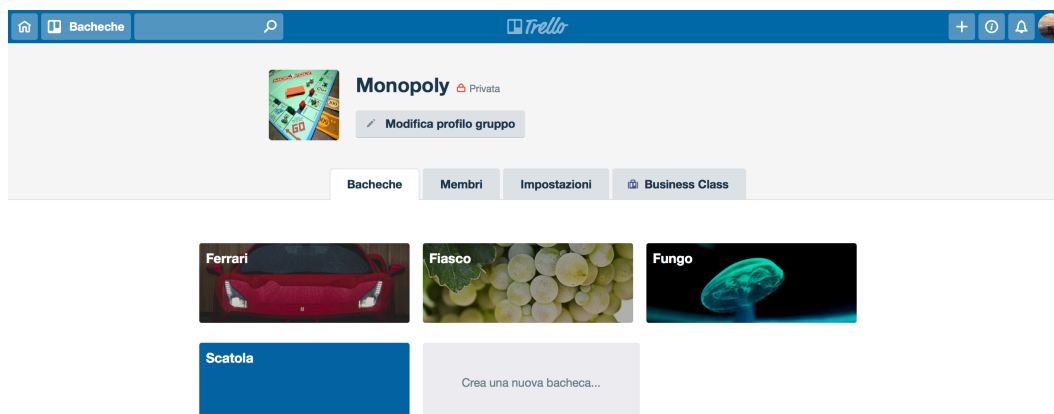 Bacheche
Trello
Monopoly Privata
Modifica profilo gruppo
Bacheche Membri Impostazioni Business Class
Ferrari Fiasco Fungo
Scatola
Crea una nuova bacheca...